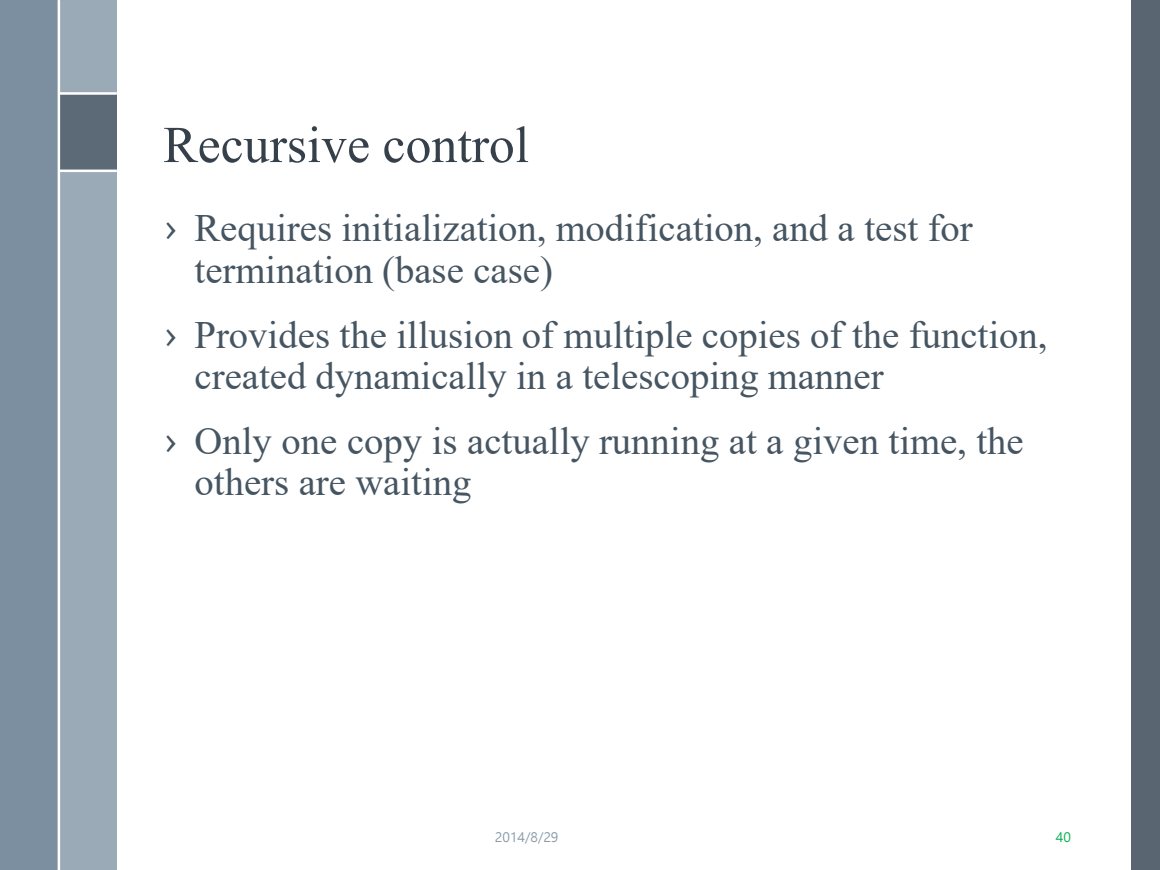 Recursive control
› Requires initialization, modification, and a test for
termination (base case)
› Provides the illusion of multiple copies of the function,
created dynamically in a telescoping manner
› Only one copy is actually running at a given time, the
others are waiting
2014/8/29
40